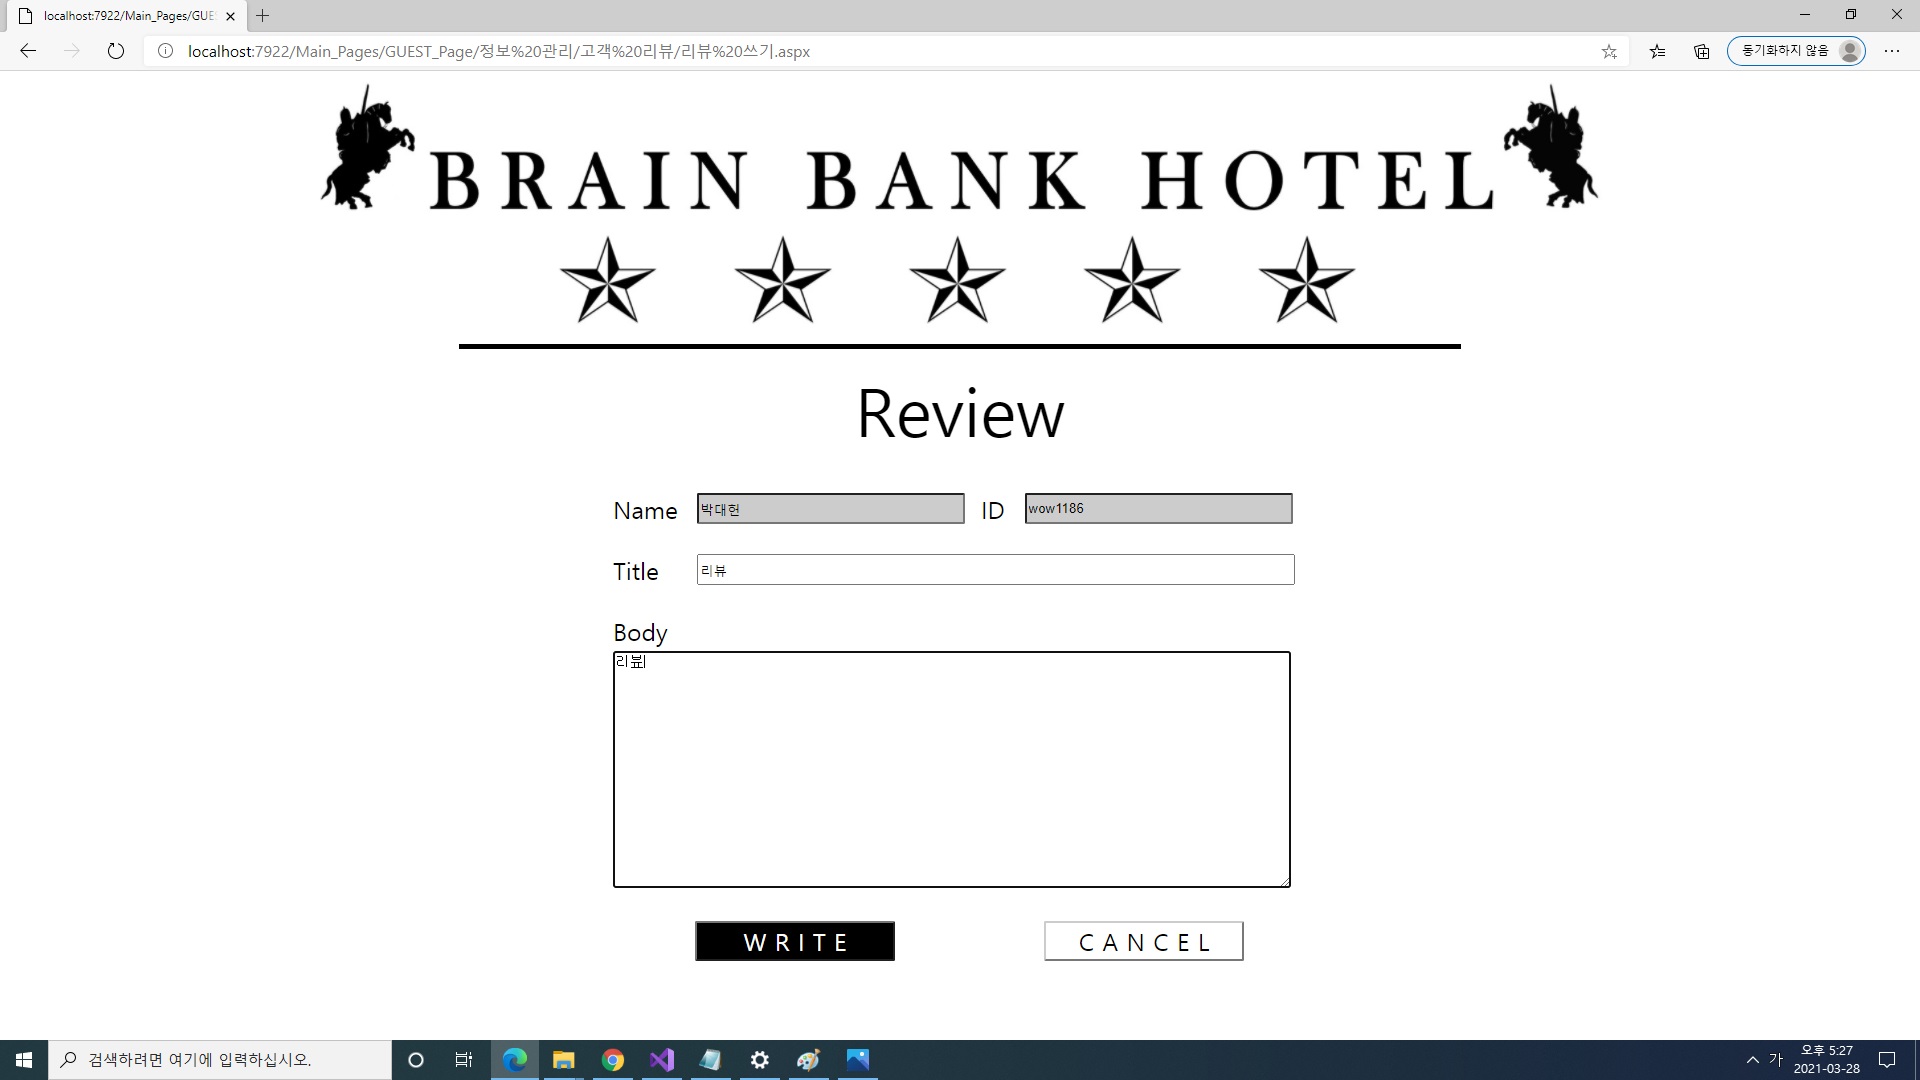 localhost:7922/Main_Pages/GUE
localhost:7922/Main_Pages/GUEST_Page/정보%20관리/고객%20리뷰/리뷰%20쓰기.aspx
동기화하지 않음
BRAIN BANK HOTEL
Review
Name 박대헌 ID wow1186
Title 리뷰
Body
리뷰
WRITE CANCEL
검색하려면 여기에 입력하십시오.
가
오후 5:27
2021-03-28